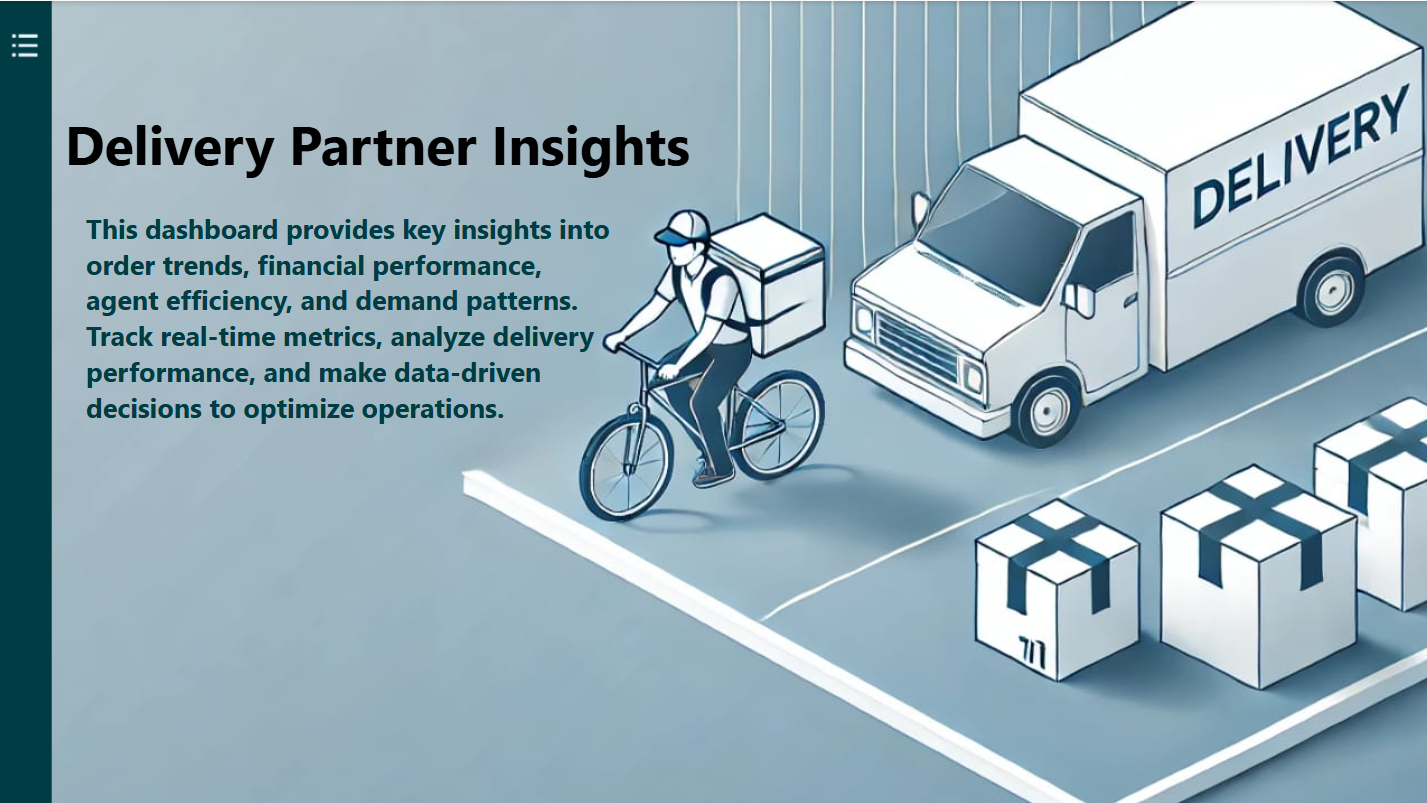 Delivery Partner Insights
This dashboard provides key insights into
order trends, financial performance,
agent efficiency, and demand patterns.
Track real-time metrics, analyze delivery
performance, and make data-driven
decisions to optimize operations.
DELIVERY